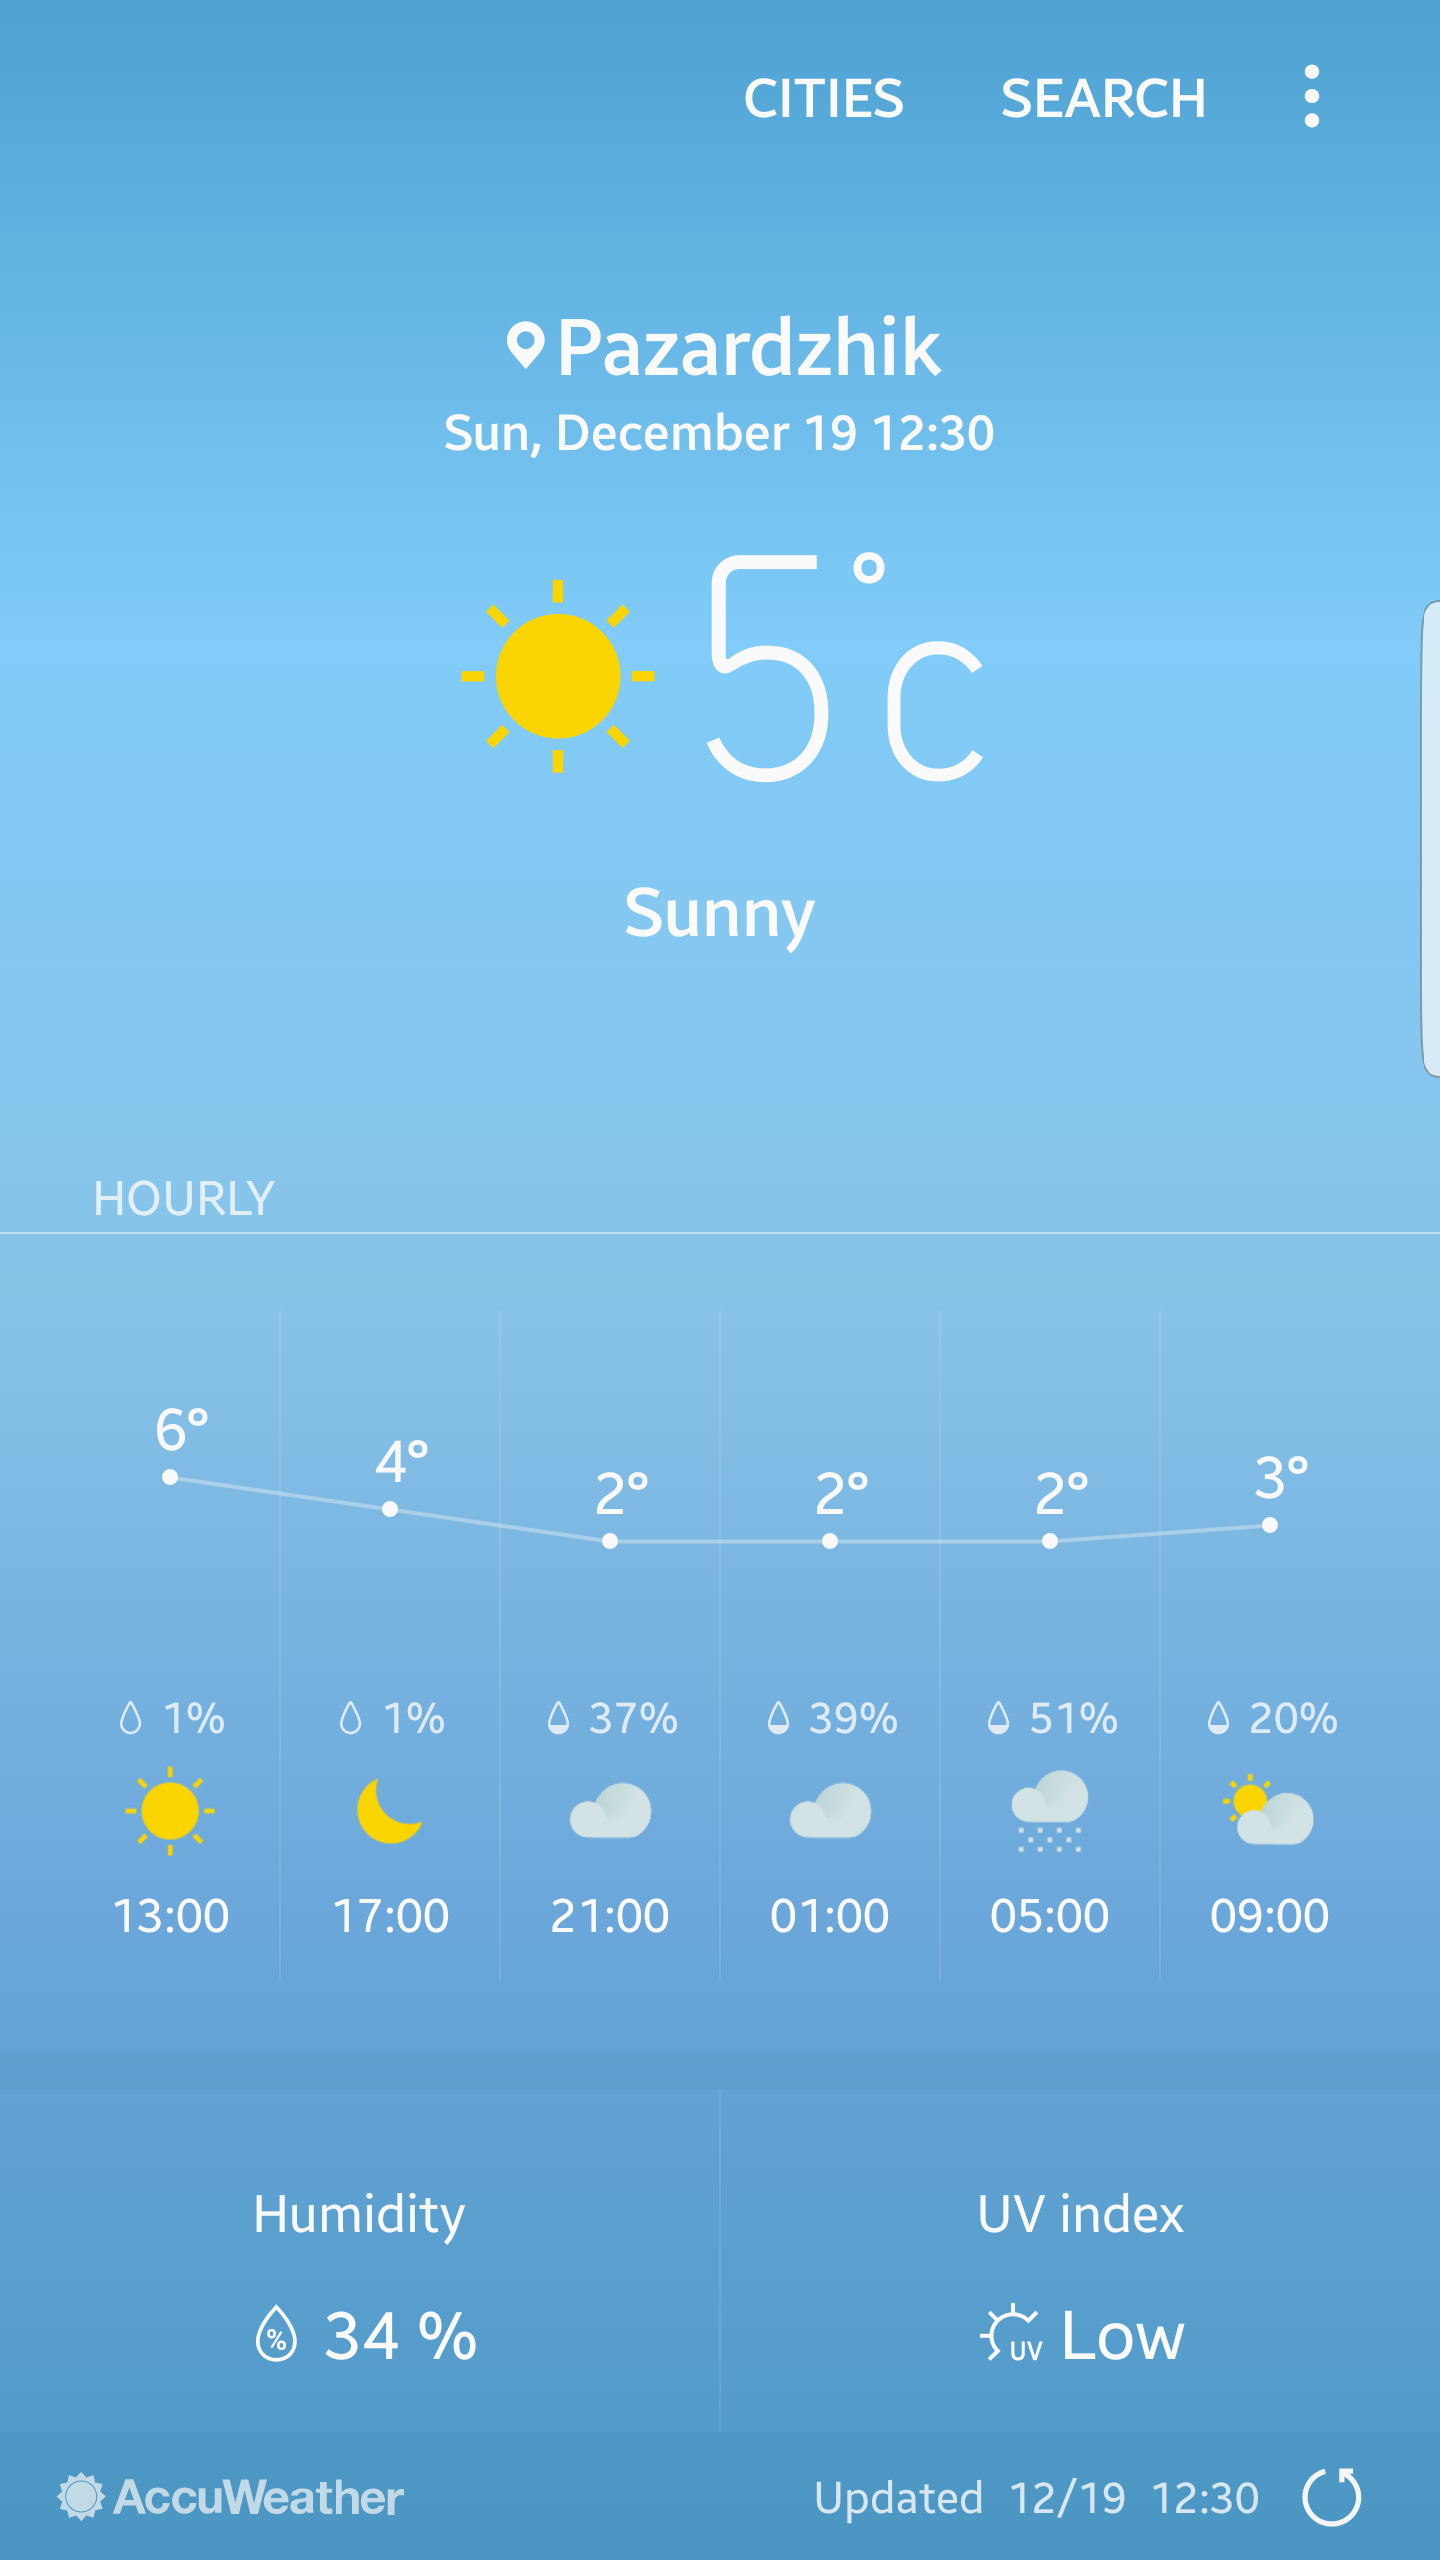 CITIES SEARCH
Pazardzhik
Sun, December 19 12:30
5°c
Sunny
HOURLY
6° 4° 2° 2° 2° 3°
1% 1% 37% 39% 51% 20%
13:00 17:00 21:00 01:00 05:00 09:00
Humidity UV index
% 34 % UV Low
AccuWeather Updated 12/19 12:30